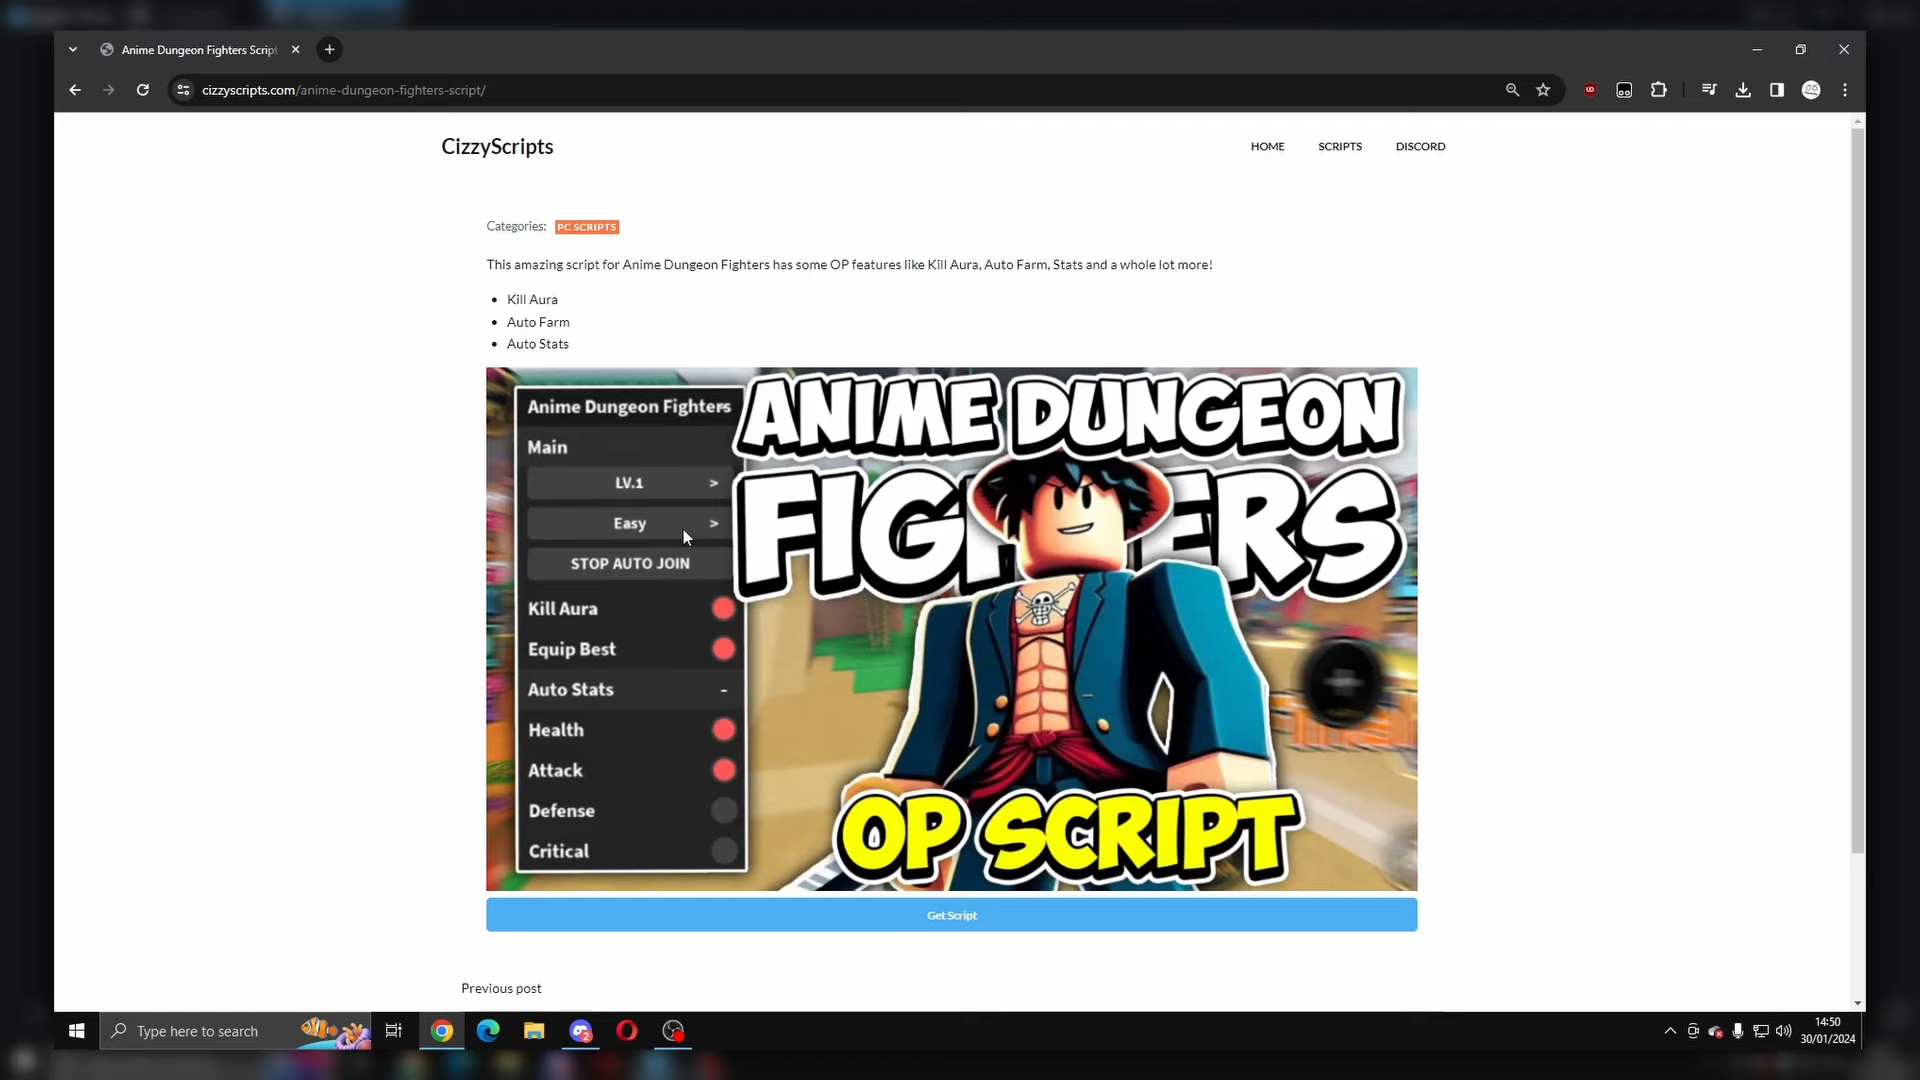 Anime Dungeon Fighters Script
cizzyscripts.com/anime-dungeon-fighters-script/
CizzyScripts
HOME SCRIPTS DISCORD
Categories: PC SCRIPTS
This amazing script for Anime Dungeon Fighters has some OP features like Kill Aura, Auto Farm, Stats and a whole lot more!
Kill Aura
Auto Farm
Auto Stats
Anime Dungeon Fighters
Main
LV.1 >
Easy >
STOP AUTO JOIN
Kill Aura
Equip Best
Auto Stats -
Health
Attack
Defense
Critical
ANIME DUNGEON
FIGHTERS
OP SCRIPT
Get Script
Previous post
Type here to search
14:50
30/01/2024